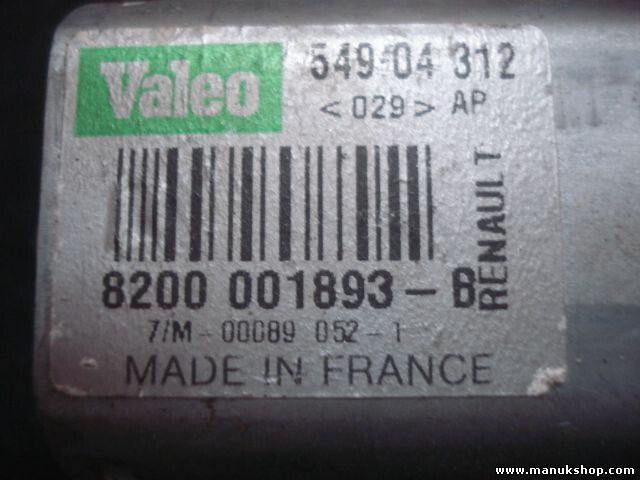 Valeo
549 04 312
<029> AP
RENAULT
8200 001893-B
7/M-00089 052-1
MADE IN FRANCE
www.manukshop.com